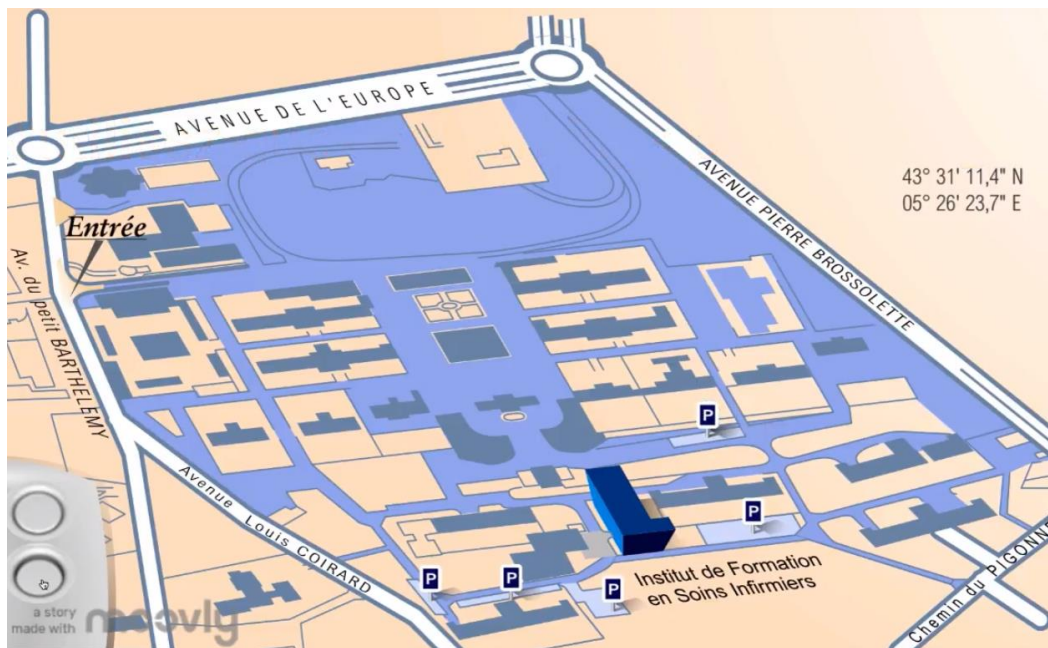 AVENUE DE L'EUROPE
43° 31' 11,4" N
05° 26' 23,7" E
AVENUE PIERRE BROSSOLETTE
Entrée
Av. du petit BARTHELEMY
P
P
Avenue Louis COIRARD
Institut de Formation
en Soins Infirmiers
P
P
P
Chemin du PIGONNE
a story
made with moovly